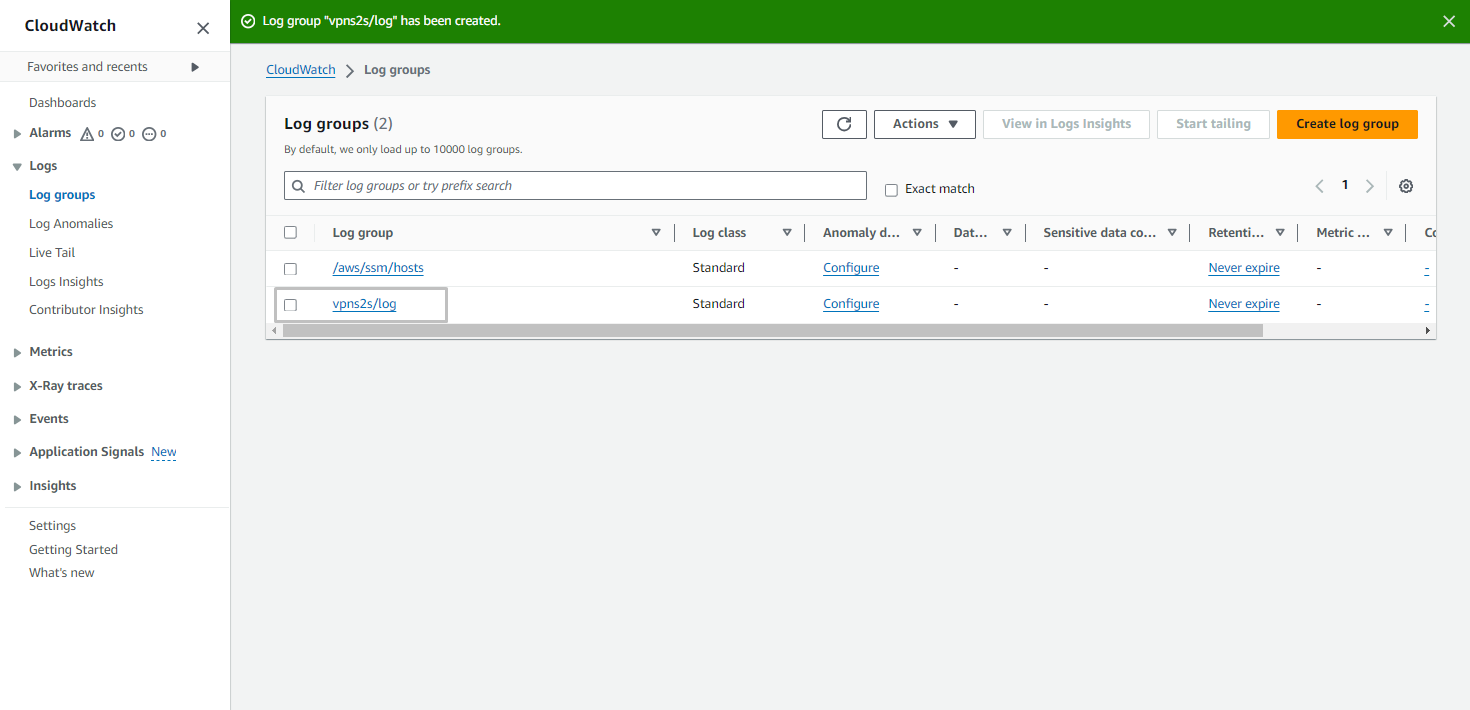 CloudWatch
Favorites and recents
Dashboards
Alarms 0 0 0
Logs
Log groups
Log Anomalies
Live Tail
Logs Insights
Contributor Insights
Metrics
X-Ray traces
Events
Application Signals New
Insights
Settings
Getting Started
What's new
Log group "vpns2s/log" has been created.
CloudWatch Log groups
Log groups (2)
Actions View in Logs Insights Start tailing Create log group
By default, we only load up to 10000 log groups.
Filter log groups or try prefix search Exact match 1
Log group Log class Anomaly d... Dat... Sensitive data co... Retenti... Metric ... Co
/aws/ssm/hosts Standard Configure - - Never expire - -
vpns2s/log Standard Configure - - Never expire - -